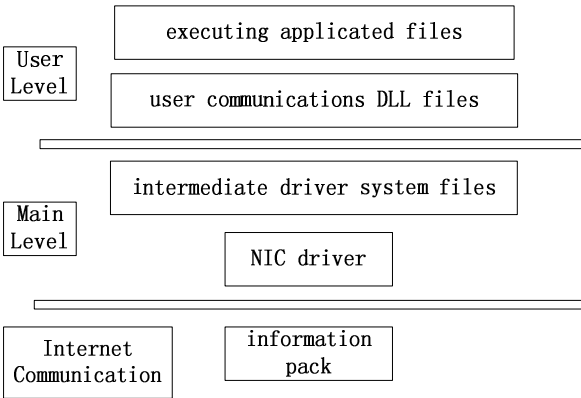 executing applicated files
User
Level
user communications DLL files
intermediate driver system files
Main
Level
NIC driver
Internet
Communication
information
pack